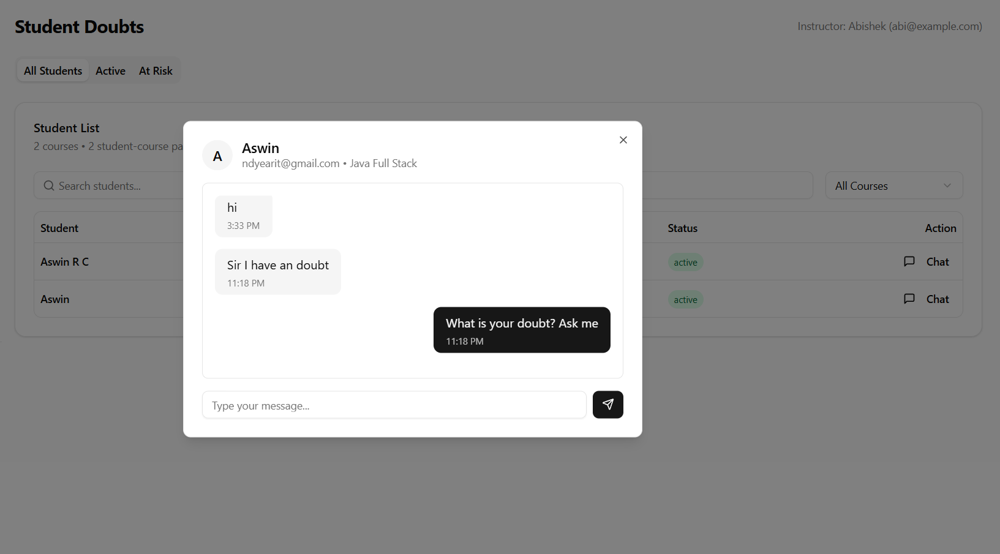 Student Doubts
Instructor: Abishek (abi@example.com)
All Students
Active
At Risk
Student List
2 courses • 2 student-course pa
Search students...
All Courses
Student
Status
Action
Aswin R C
active
Chat
Aswin
active
Chat
A
Aswin
ndyearit@gmail.com • Java Full Stack
hi
3:33 PM
Sir I have an doubt
11:18 PM
What is your doubt? Ask me
11:18 PM
Type your message...